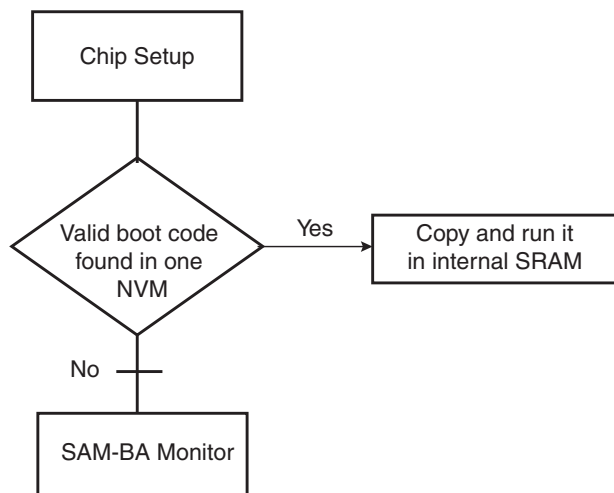 Chip Setup
Valid boot code
found in one
NVM
Yes
Copy and run it
in internal SRAM
No
SAM-BA Monitor